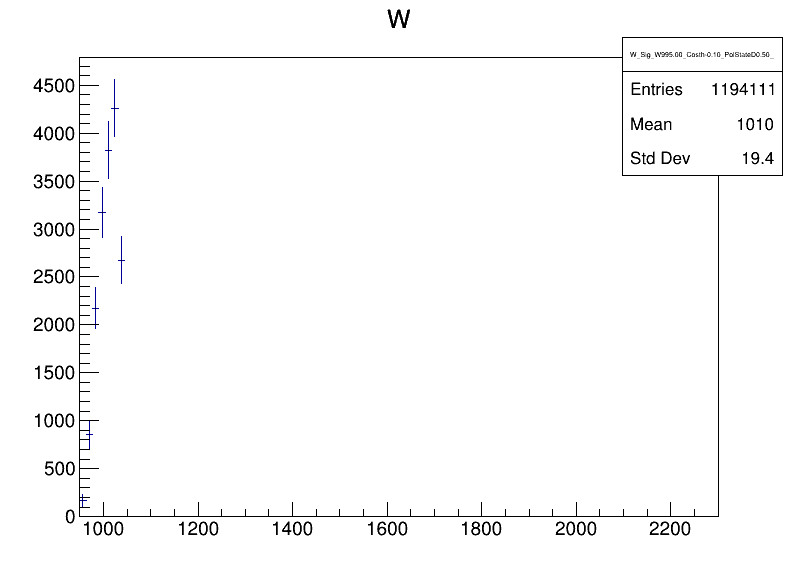 W
W_Sig_W995.00_Costh-0.10_PolStateD0.50_
Entries 1194111
Mean 1010
Std Dev 19.4
4500
4000
3500
3000
2500
2000
1500
1000
500
0
1000 1200 1400 1600 1800 2000 2200